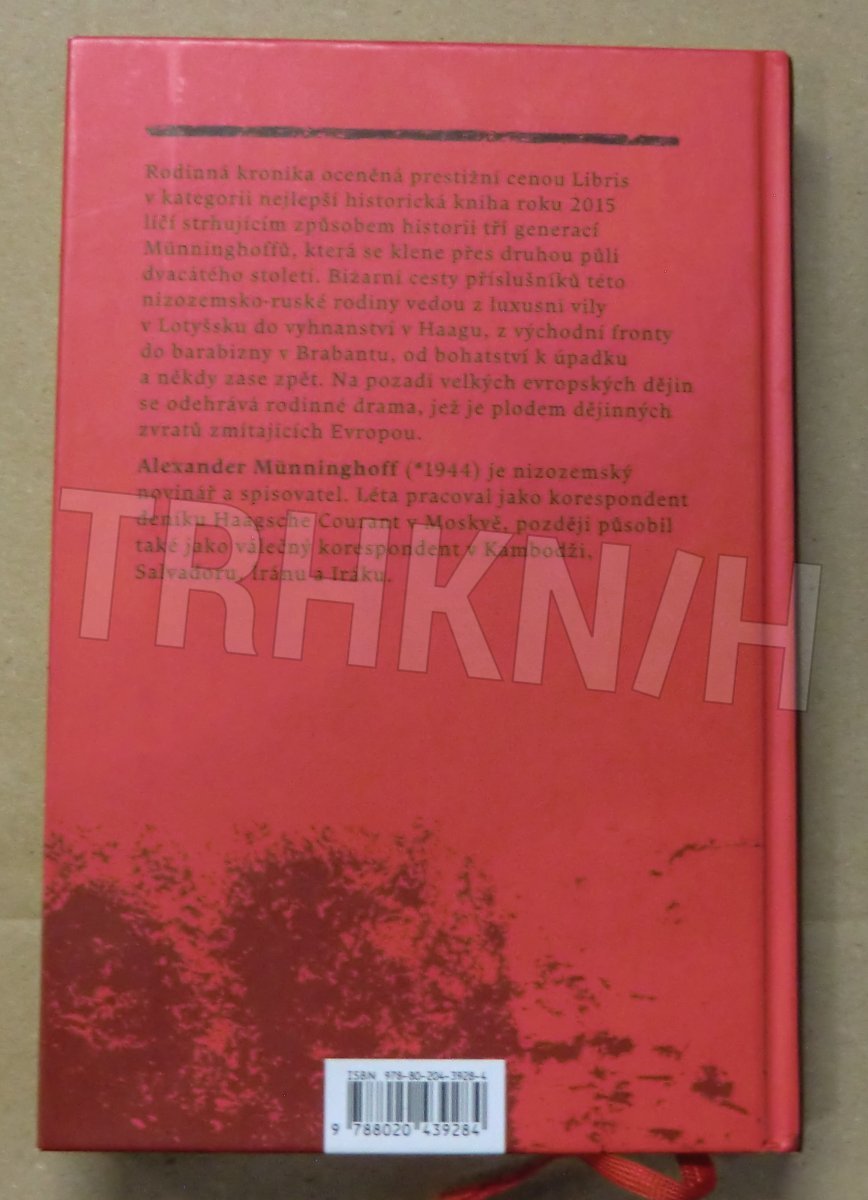 Rodinná kronika oceněná prestižní cenou Libris
v kategorii nejlepší historická kniha roku 2015
líčí strhujícím způsobem historii tří generací
Münninghoffů, která se klene přes druhou půli
dvacátého století. Bizarní cesty příslušníků této
nizozemsko-ruské rodiny vedou z luxusní vily
v Lotyšsku do vyhnanství v Haagu, z východní fronty
do barabizny v Brabantu, od bohatství k úpadku
a někdy zase zpět. Na pozadí velkých evropských dějin
se odehrává rodinné drama, jež je plodem dějinných
zvratů zmítajících Evropou.
Alexander Münninghoff (*1944) je nizozemský
novinář a spisovatel. Léta pracoval jako korespondent
deníku Haagsche Courant v Moskvě, později působil
také jako válečný korespondent v Kambodži,
Salvadoru, Íránu a Iráku.
TRHKN/H
ISBN 978-80-204-3928-4
9 788020 439284